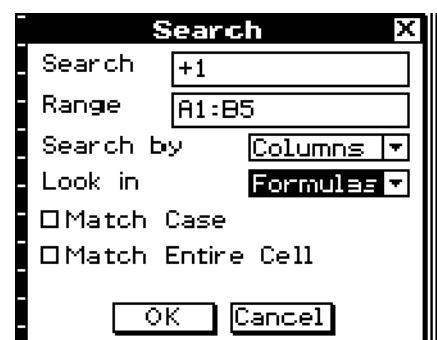 Search X
Search +1
Range A1:B5
Search by Columns
Look in Formulas
Match Case
Match Entire Cell
OK Cancel